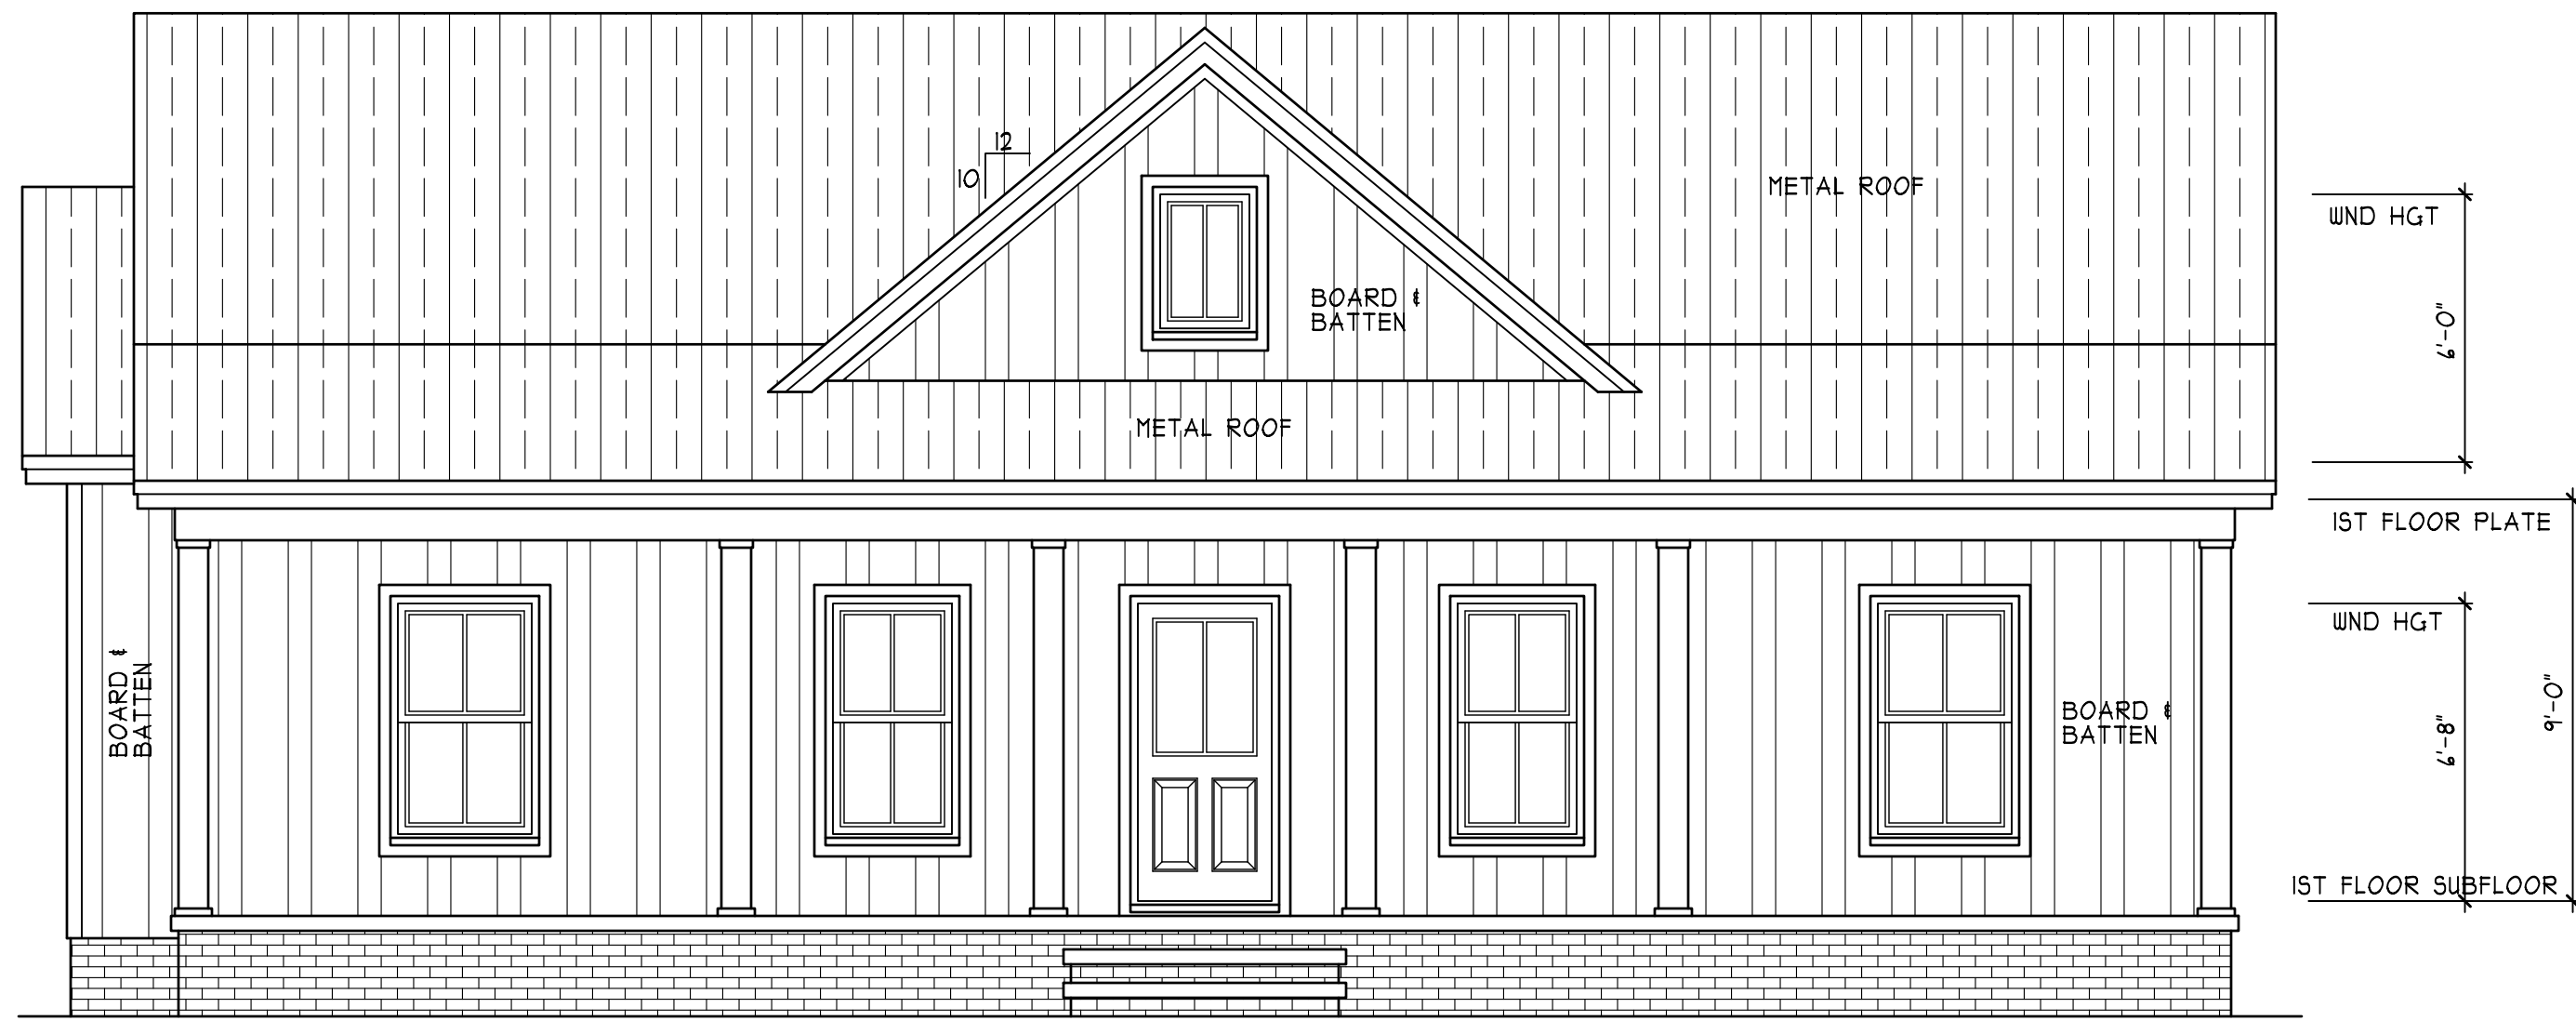 12
10
METAL ROOF
WND HGT
BOARD &
BATTEN
6'-0"
METAL ROOF
1ST FLOOR PLATE
WND HGT
BOARD &
BATTEN
BOARD &
BATTEN
6'-8"
9'-0"
1ST FLOOR SUBFLOOR